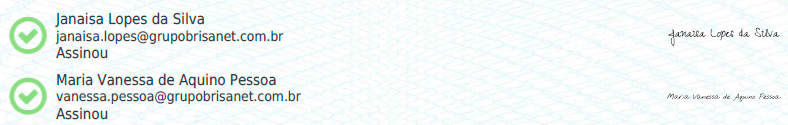 Janaisa Lopes da Silva
janaisa.lopes@grupobrisanet.com.br
Assinou
Janaisa Lopes da Silva
Maria Vanessa de Aquino Pessoa
vanessa.pessoa@grupobrisanet.com.br
Assinou
Maria Vanessa de Aquino Pessoa